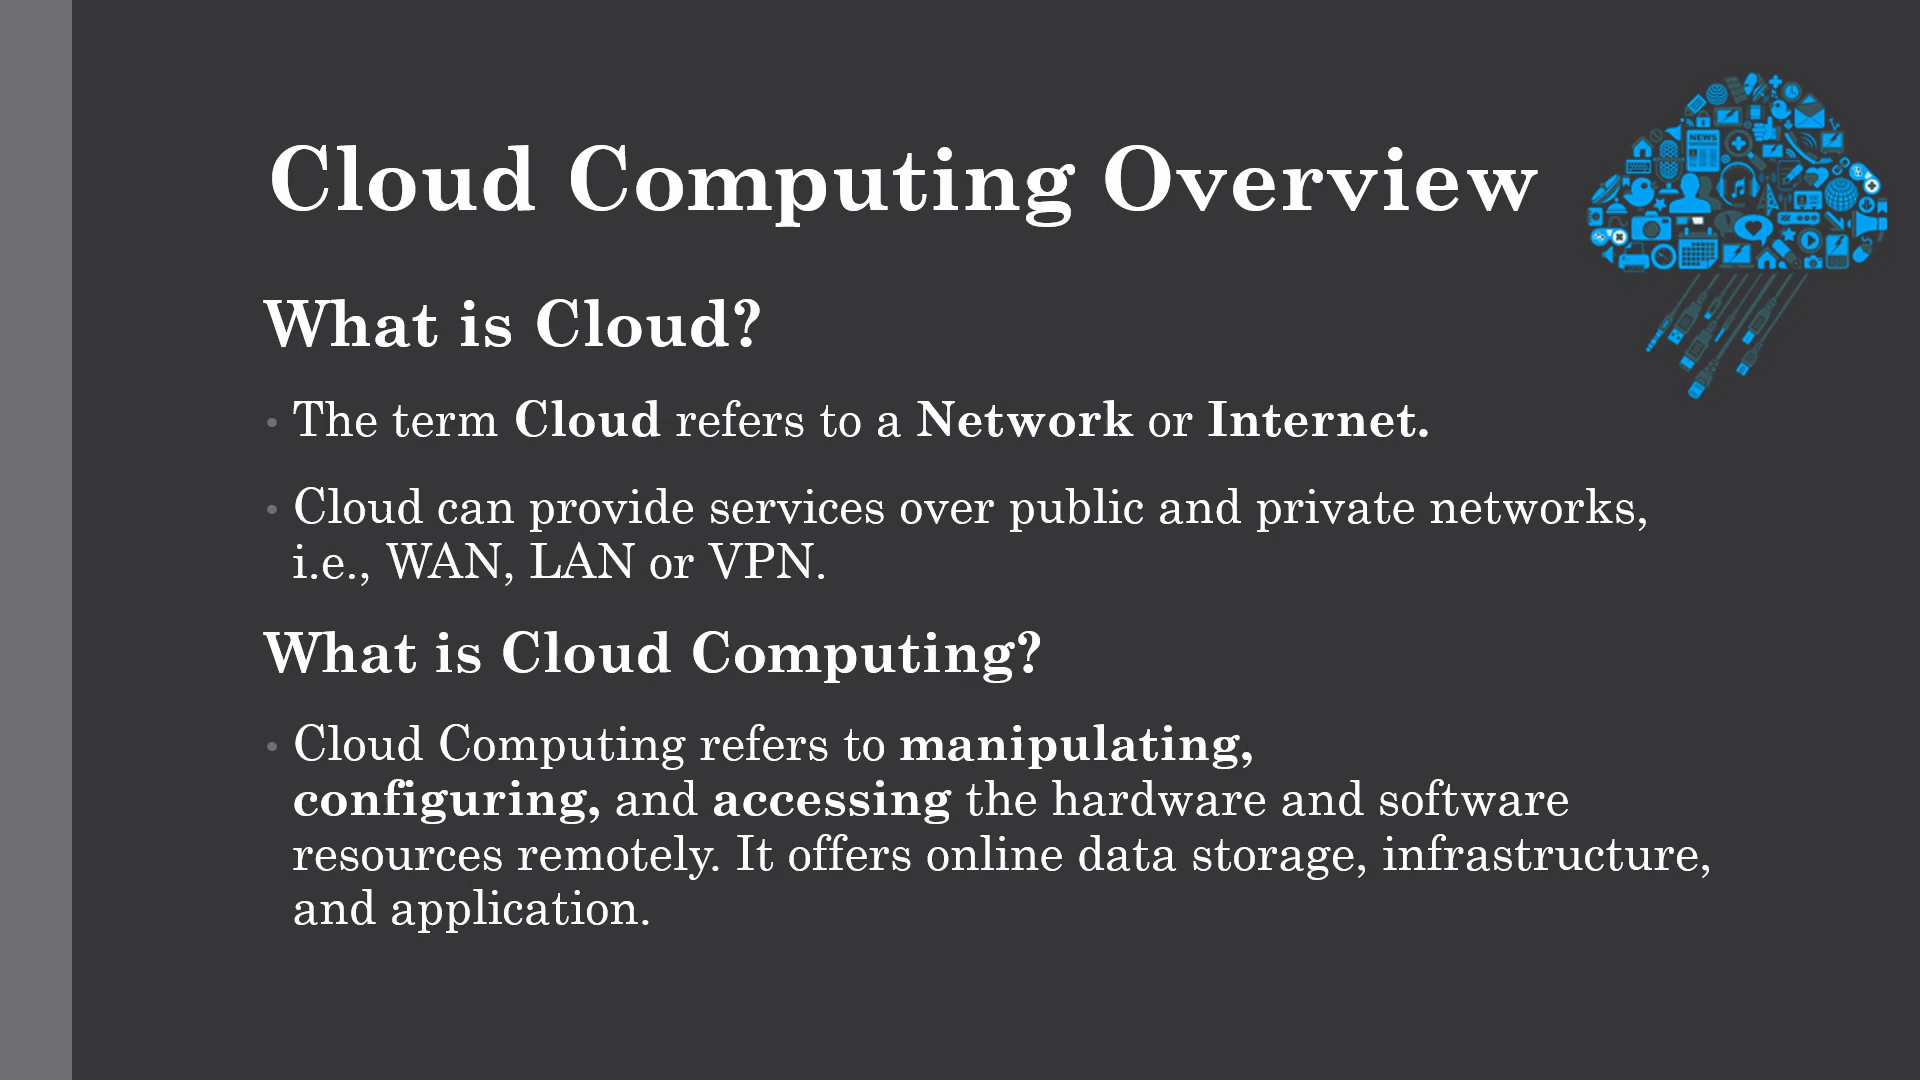 Cloud Computing Overview
NEWS
What is Cloud?
• The term Cloud refers to a Network or Internet.
• Cloud can provide services over public and private networks,
i.e., WAN, LAN or VPN.
What is Cloud Computing?
• Cloud Computing refers to manipulating,
configuring, and accessing the hardware and software
resources remotely. It offers online data storage, infrastructure,
and application.